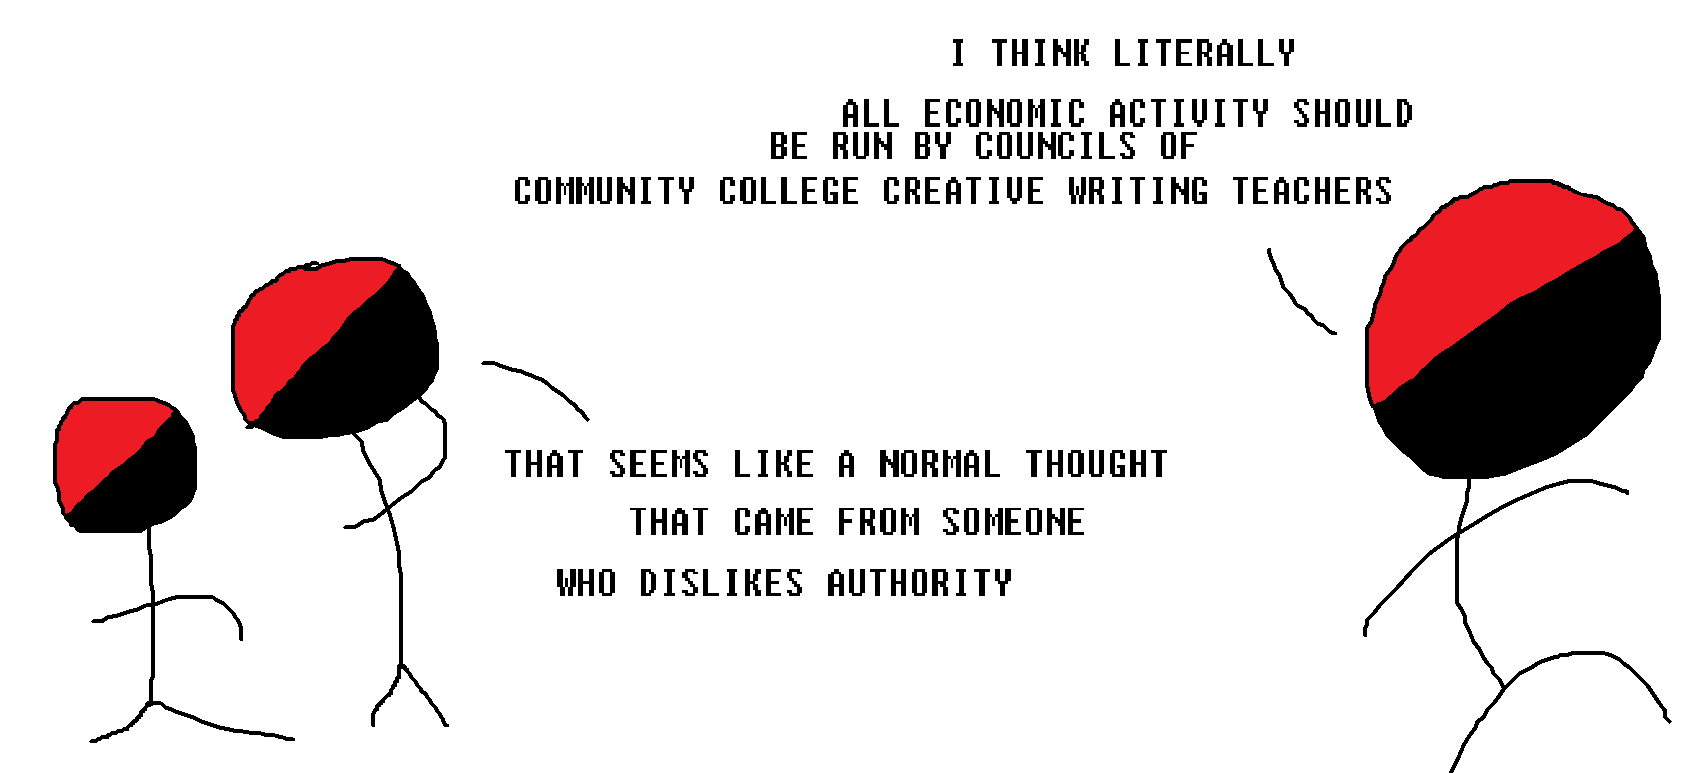 I THINK LITERALLY
ALL ECONOMIC ACTIVITY SHOULD
BE RUN BY COUNCILS OF
COMMUNITY COLLEGE CREATIVE WRITING TEACHERS
THAT SEEMS LIKE A NORMAL THOUGHT
THAT CAME FROM SOMEONE
WHO DISLIKES AUTHORITY